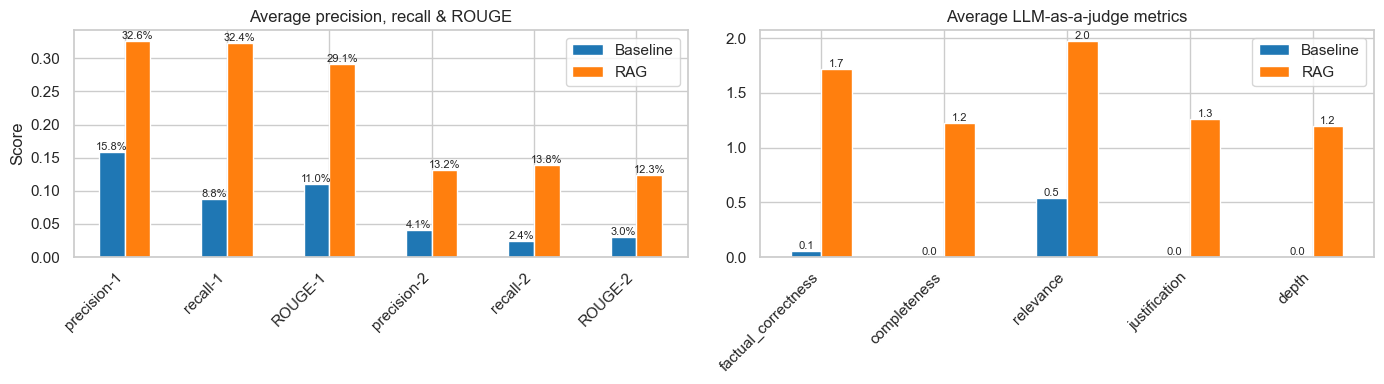 Average precision, recall & ROUGE
Score
0.30
0.25
0.20
0.15
0.10
0.05
0.00
15.8%
32.6%
8.8%
32.4%
11.0%
29.1%
4.1%
13.2%
2.4%
13.8%
3.0%
12.3%
Baseline
RAG
precision-1
recall-1
ROUGE-1
precision-2
recall-2
ROUGE-2
Average LLM-as-a-judge metrics
2.0
1.5
1.0
0.5
0.0
0.1
1.7
0.0
1.2
0.5
2.0
0.0
1.3
0.0
1.2
Baseline
RAG
factual_correctness
completeness
relevance
justification
depth